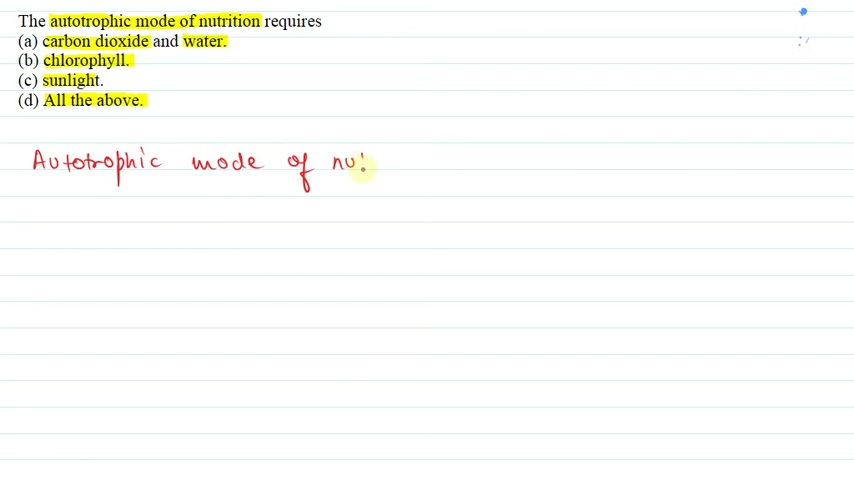 The autotrophic mode of nutrition requires
(a) carbon dioxide and water.
(b) chlorophyll.
(c) sunlight.
(d) All the above.
Autotrophic mode of